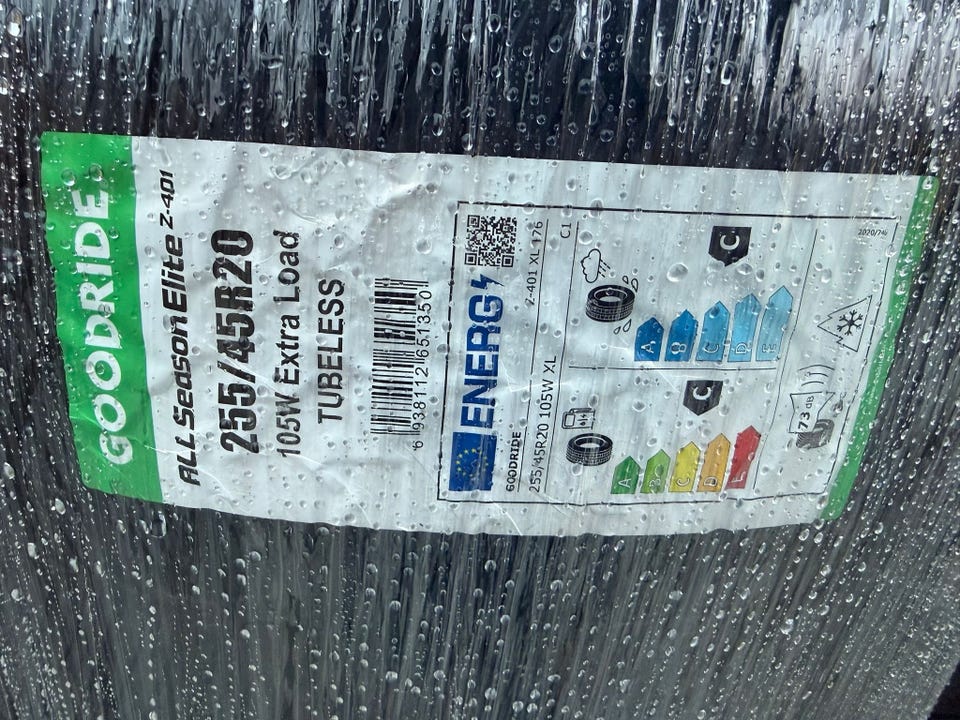 GOODRIDE
ALL SEASON Elite Z-401
255/45R20
105W Extra Load
TUBELESS
6 938112 651350
ENERG
GOODRIDE
Z-401 XL 176
255/45R20 105W XL
C1
A
B
C
D
E
C
A
B
C
D
E
C
73 dB
2020/740